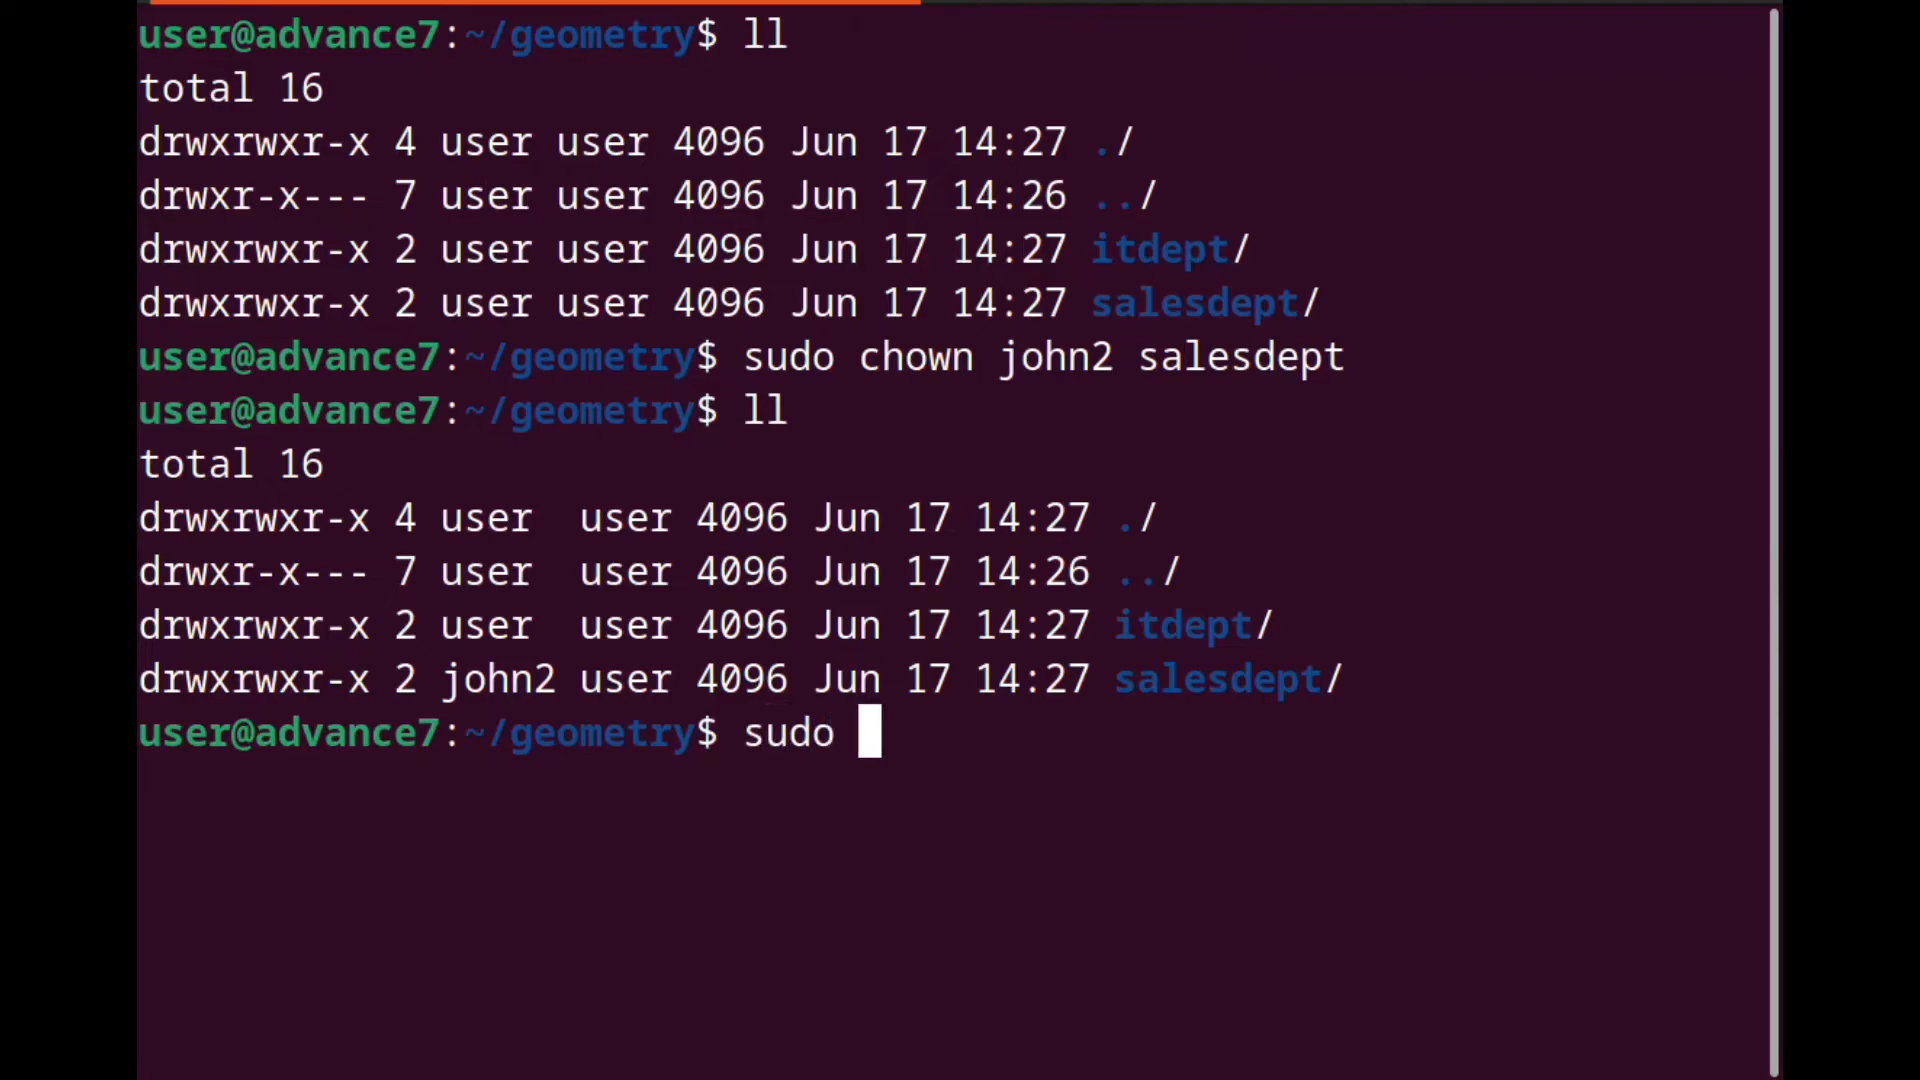 user@advance7:~/geometry$ ll
total 16
drwxrwxr-x 4 user user 4096 Jun 17 14:27 ./
drwxr-x--- 7 user user 4096 Jun 17 14:26 ../
drwxrwxr-x 2 user user 4096 Jun 17 14:27 itdept/
drwxrwxr-x 2 user user 4096 Jun 17 14:27 salesdept/
user@advance7:~/geometry$ sudo chown john2 salesdept
user@advance7:~/geometry$ ll
total 16
drwxrwxr-x 4 user  user 4096 Jun 17 14:27 ./
drwxr-x--- 7 user  user 4096 Jun 17 14:26 ../
drwxrwxr-x 2 user  user 4096 Jun 17 14:27 itdept/
drwxrwxr-x 2 john2 user 4096 Jun 17 14:27 salesdept/
user@advance7:~/geometry$ sudo